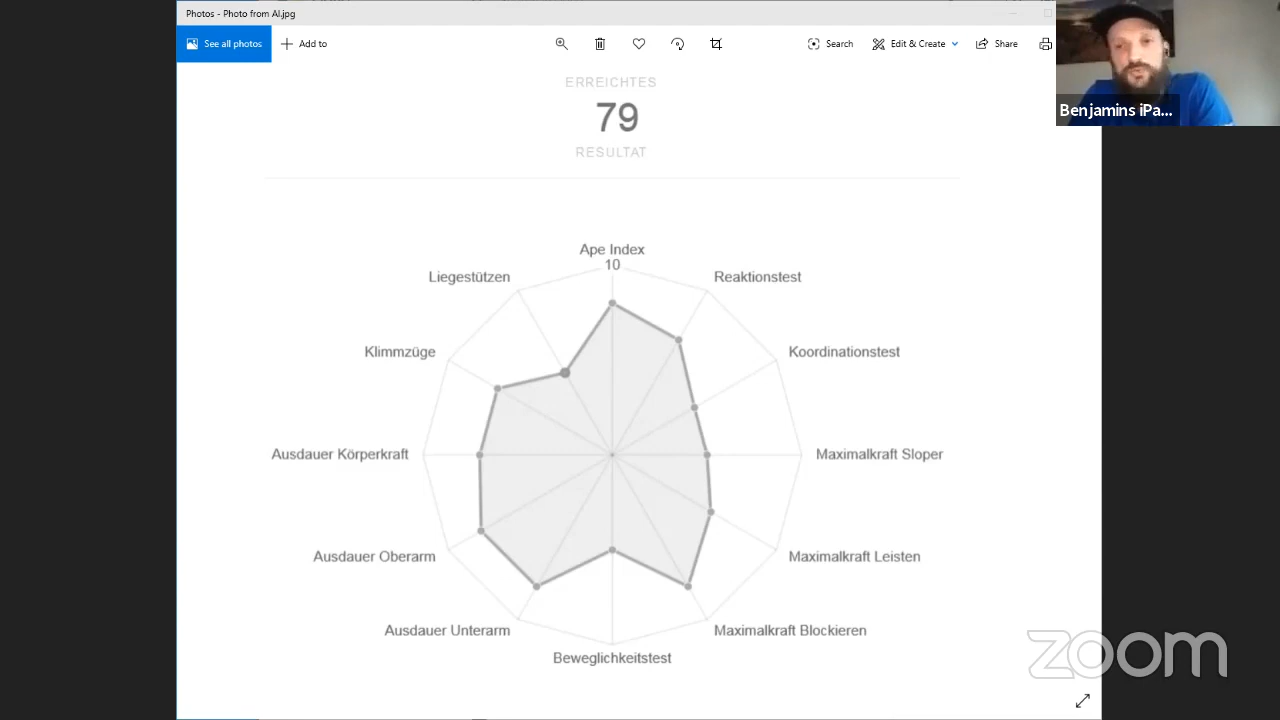 Photos - Photo from Al.jpg
See all photos
Add to
Search
Edit & Create
Share
Benjamins iPa...
ERREICHTES
79
RESULTAT
Ape Index
10
Liegestützen
Reaktionstest
Klimmzüge
Koordinationstest
Ausdauer Körperkraft
Maximalkraft Sloper
Ausdauer Oberarm
Maximalkraft Leisten
Ausdauer Unterarm
Maximalkraft Blockieren
Beweglichkeitstest
zoom